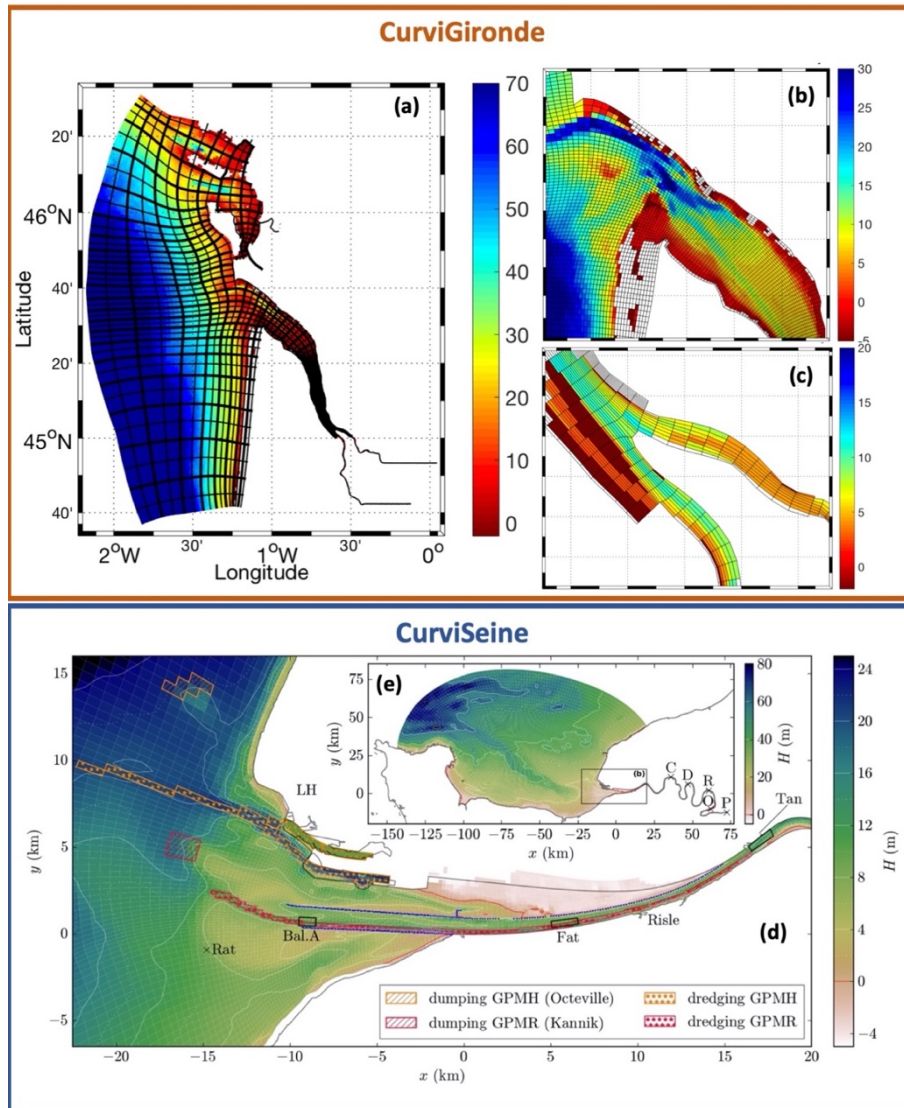 CurviGironde
(a)
20'
46°N
40'
20'
45°N
40'
Latitude
2°W
30'
1°W
30'
0°
Longitude
70
60
50
40
30
20
10
0
(b)
30
25
20
15
10
5
0
-5
(c)
20
15
10
5
0
CurviSeine
15
10
5
0
−5
y (km)
−20
−15
−10
−5
0
5
10
15
20
x (km)
(e)
75
50
25
0
y (km)
−150
−125
−100
−75
−50
−25
0
25
50
75
x (km)
(b)
C
D
R
O
P
80
60
40
20
0
H (m)
LH
Tan
×Rat
Bal.A
Fat
Risle
(d)
dumping GPMH (Octeville)
dredging GPMH
dumping GPMR (Kannik)
dredging GPMR
24
20
16
12
8
4
0
−4
H (m)